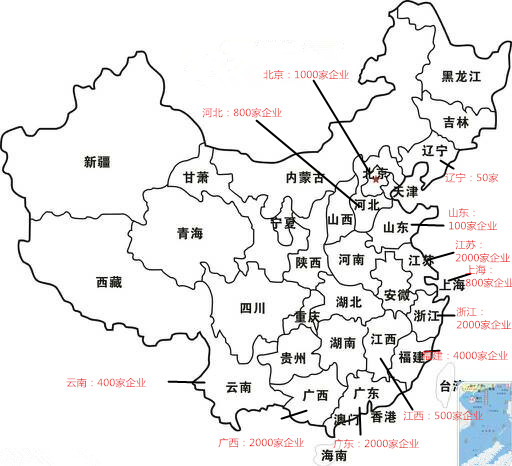 北京：1000家企业
黑龙江
河北：800家企业
吉林
辽宁
新疆
甘萧
内蒙古
北京
辽宁：50家
天津
河北
山东：
100家企业
宁夏
山西
山东
青海
江苏：
2000家企业
陕西
河南
江苏
上海：
800家企业
西藏
上海
安微
四川
湖北
浙江
浙江：
2000家企业
重庆
湖南
江西
福建
福建：4000家企业
贵州
云南：400家企业
云南
广西
广东
台湾
澳门
香港
江西：500家企业
广西：2000家企业
广东：2000家企业
海南